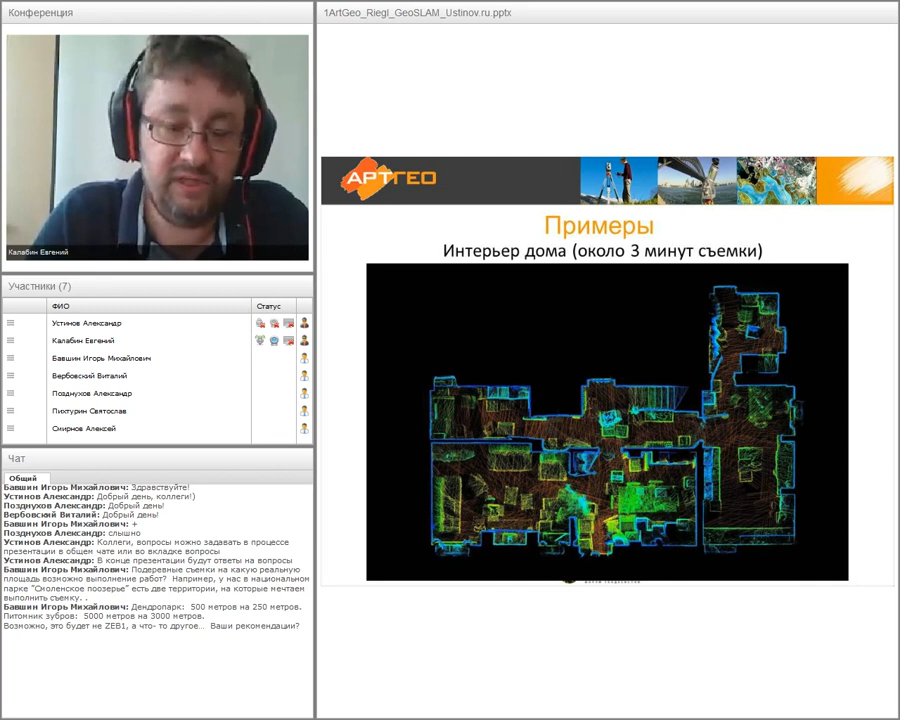 Конференция
Калабин Евгений
Участники (7)
ФИО
Статус
Устинов Александр
Калабин Евгений
Бавшин Игорь Михайлович
Вербовский Виталий
Позднухов Александр
Пихтурин Святослав
Смирнов Алексей
Чат
Общий
Бавшин Игорь Михайлович: Здравствуйте!
Устинов Александр: Добрый день, коллеги!)
Позднухов Александр: Добрый день!
Вербовский Виталий: Добрый день!
Бавшин Игорь Михайлович: +
Позднухов Александр: слышно
Устинов Александр: Коллеги, вопросы можно задавать в процессе
презентации в общем чате или во вкладке вопросы
Устинов Александр: В конце презентации будут ответы на вопросы
Бавшин Игорь Михайлович: Подеревные съемки на какую реальную
площадь возможно выполнение работ? Например, у нас в национальном
парке "Смоленское поозерье" есть две территории, на которые мечтаем
выполнить съемку. .
Бавшин Игорь Михайлович: Дендропарк: 500 метров на 250 метров.
Питомник зубров: 5000 метров на 3000 метров.
Возможно, это будет не ZEB1, а что- то другое... Ваши рекомендации?
1ArtGeo_Riegl_GeoSLAM_Ustinov.ru.pptx
АРТГЕО
Примеры
Интерьер дома (около 3 минут съемки)